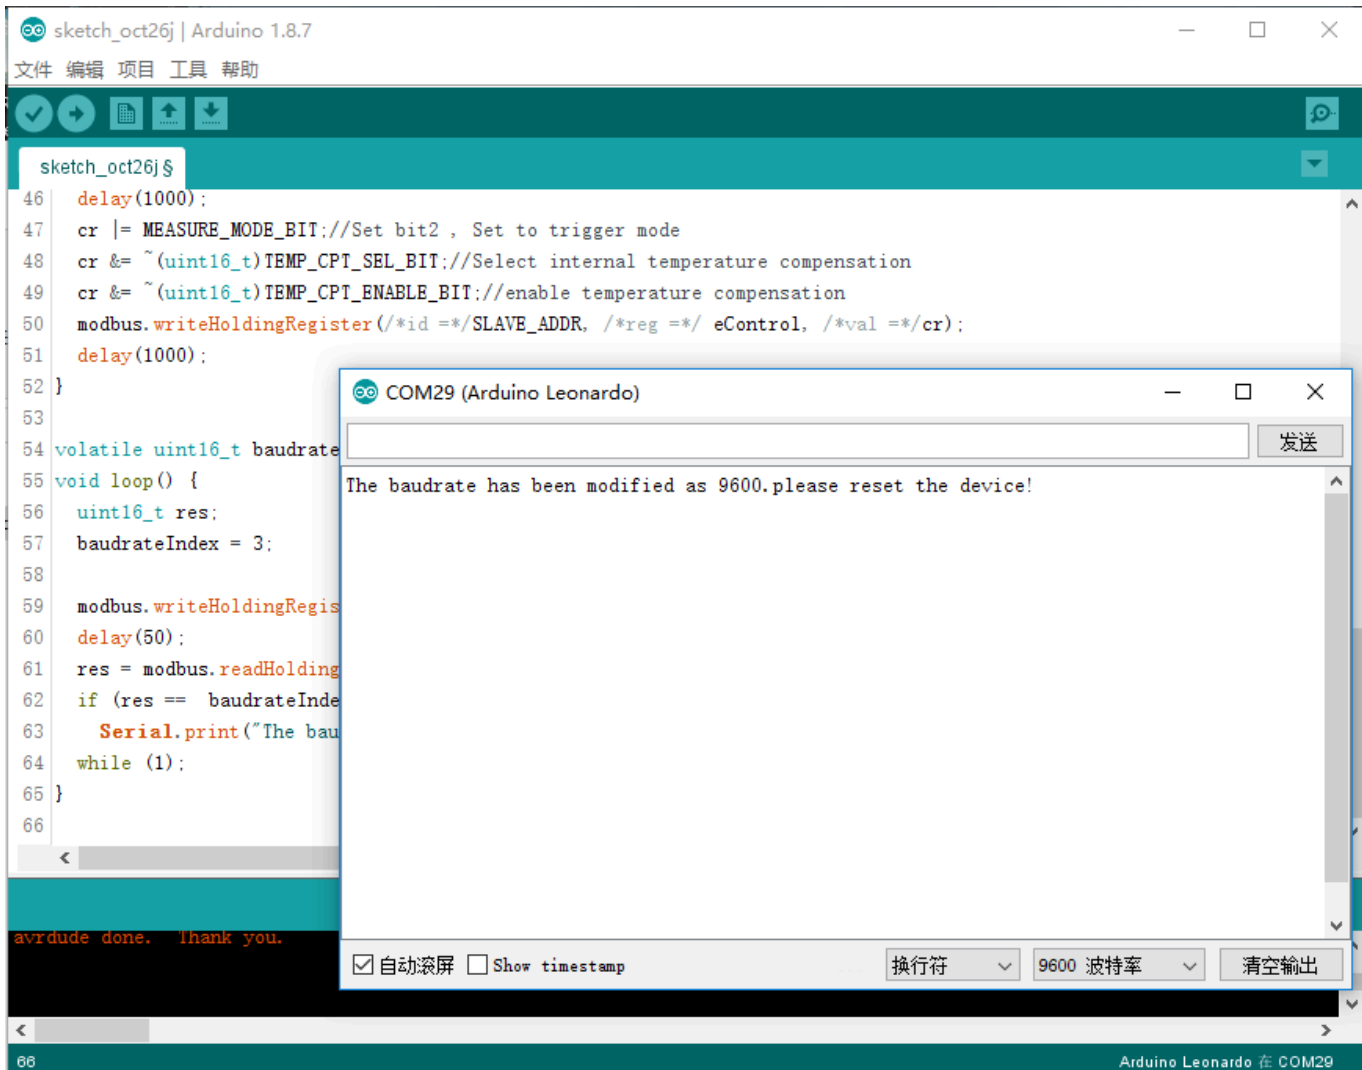 sketch_oct26j | Arduino 1.8.7
文件 编辑 项目 工具 帮助
sketch_oct26j §
46 delay(1000);
47 cr |= MEASURE_MODE_BIT;//Set bit2 , Set to trigger mode
48 cr &= ~(uint16_t)TEMP_CPT_SEL_BIT;//Select internal temperature compensation
49 cr &= ~(uint16_t)TEMP_CPT_ENABLE_BIT;//enable temperature compensation
50 modbus.writeHoldingRegister(/*id =*/SLAVE_ADDR, /*reg =*/ eControl, /*val =*/cr);
51 delay(1000);
52 }
53
54 volatile uint16_t baudrate
55 void loop() {
56 uint16_t res;
57 baudrateIndex = 3;
58
59 modbus.writeHoldingRegis
60 delay(50);
61 res = modbus.readHolding
62 if (res == baudrateInde
63 Serial.print("The bau
64 while (1);
65 }
66
COM29 (Arduino Leonardo)
发送
The baudrate has been modified as 9600.please reset the device!
自动滚屏 Show timestamp 换行符 9600 波特率 清空输出
avrdude done. Thank you.
66 Arduino Leonardo 在 COM29